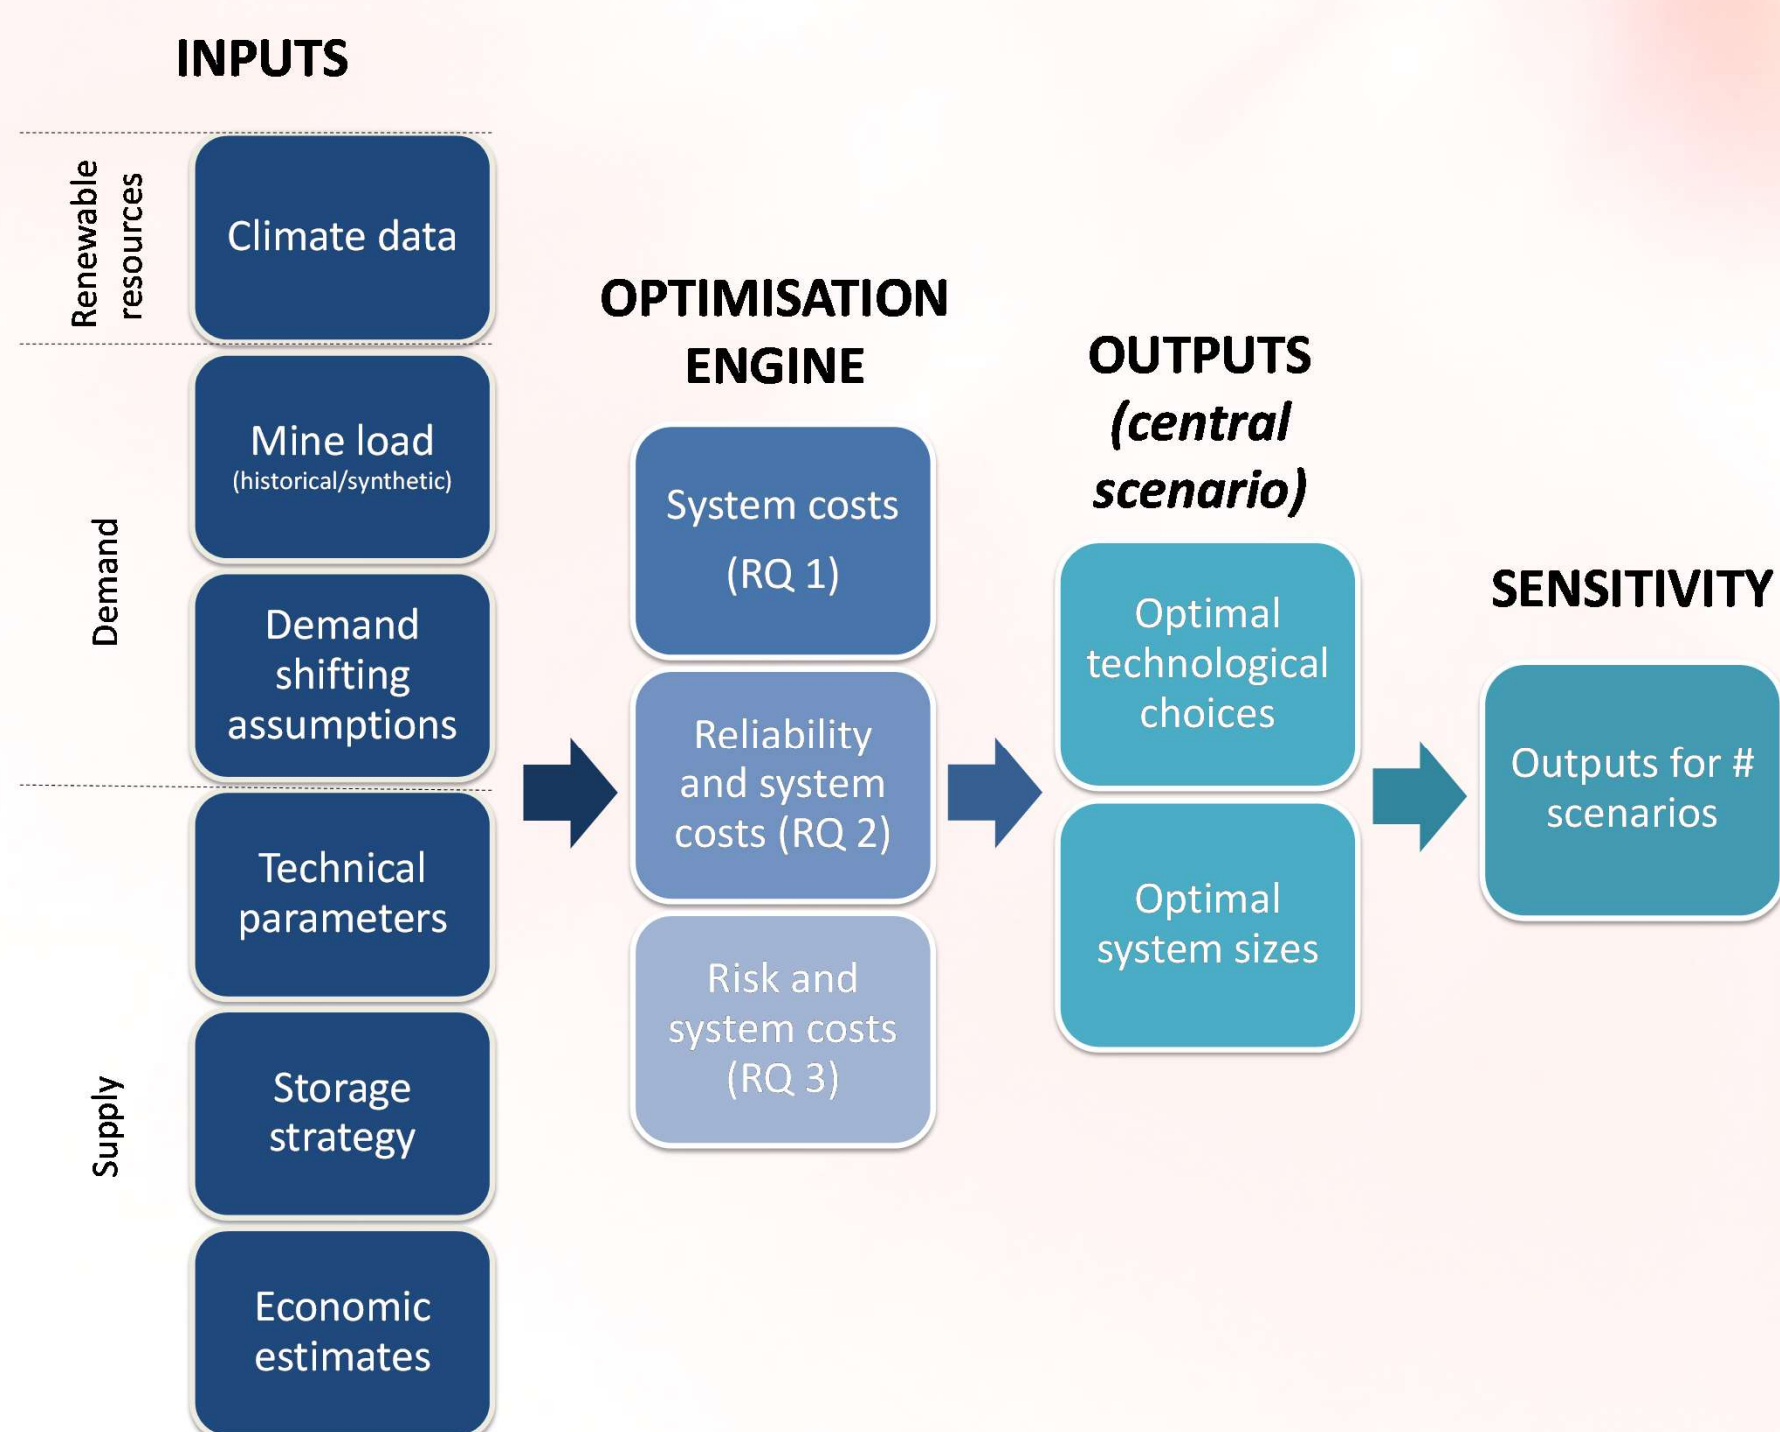 INPUTS
Renewable
resources
Climate data
Demand
Mine load
(historical/synthetic)
Demand
shifting
assumptions
Supply
Technical
parameters
Storage
strategy
Economic
estimates
OPTIMISATION
ENGINE
System costs
(RQ 1)
Reliability
and system
costs (RQ 2)
Risk and
system costs
(RQ 3)
OUTPUTS
(central
scenario)
Optimal
technological
choices
Optimal
system sizes
SENSITIVITY
Outputs for #
scenarios